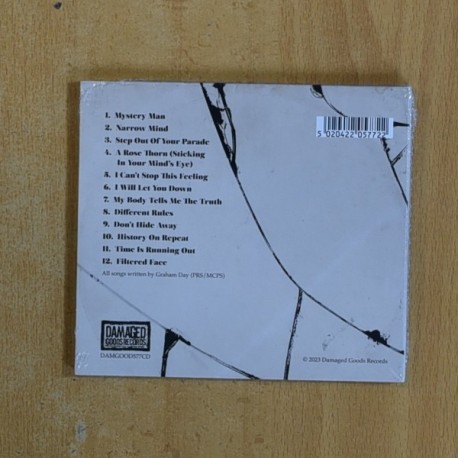 1. Mystery Man
2. Narrow Mind
3. Step Out Of Your Parade
4. A Rose Thorn (Sticking
In Your Mind's Eye)
5. I Can't Stop This Feeling
6. I Will Let You Down
7. My Body Tells Me The Truth
8. Different Rules
9. Don't Hide Away
10. History On Repeat
11. Time Is Running Out
12. Filtered Face
All songs written by Graham Day (PRS/MCPS)
5 020422 057722
DAMAGED
GOODS RECORDS
DAMGOOD577CD
© 2023 Damaged Goods Records